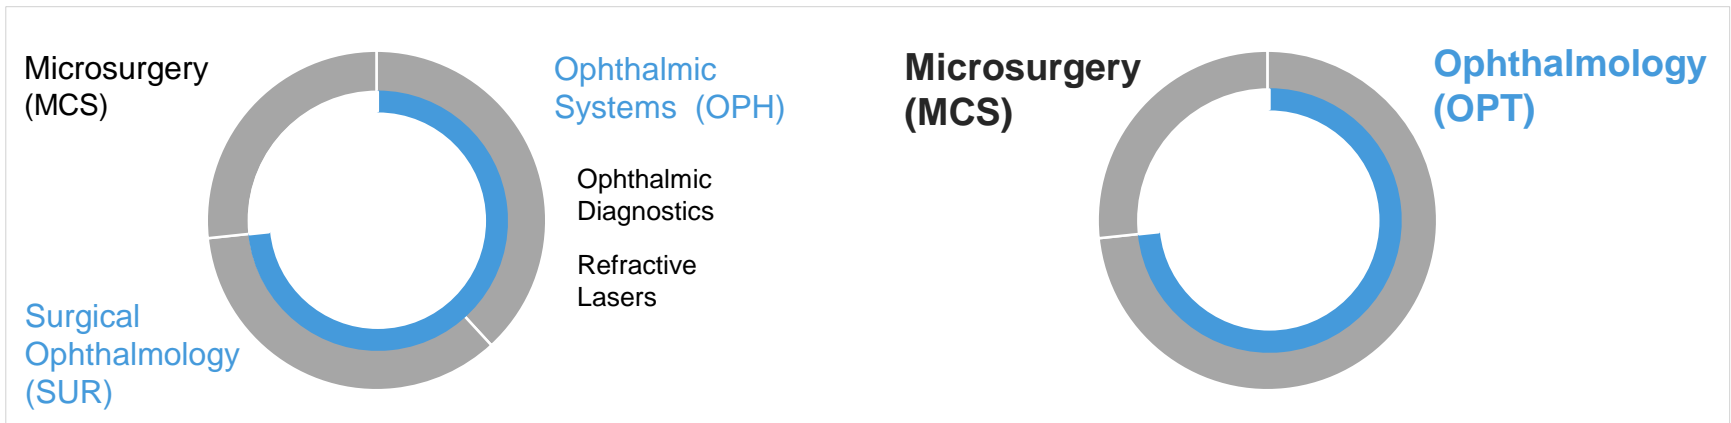 Microsurgery
(MCS)
Ophthalmic
Systems (OPH)
Ophthalmic
Diagnostics
Refractive
Lasers
Surgical
Ophthalmology
(SUR)
Microsurgery
(MCS)
Ophthalmology
(OPT)